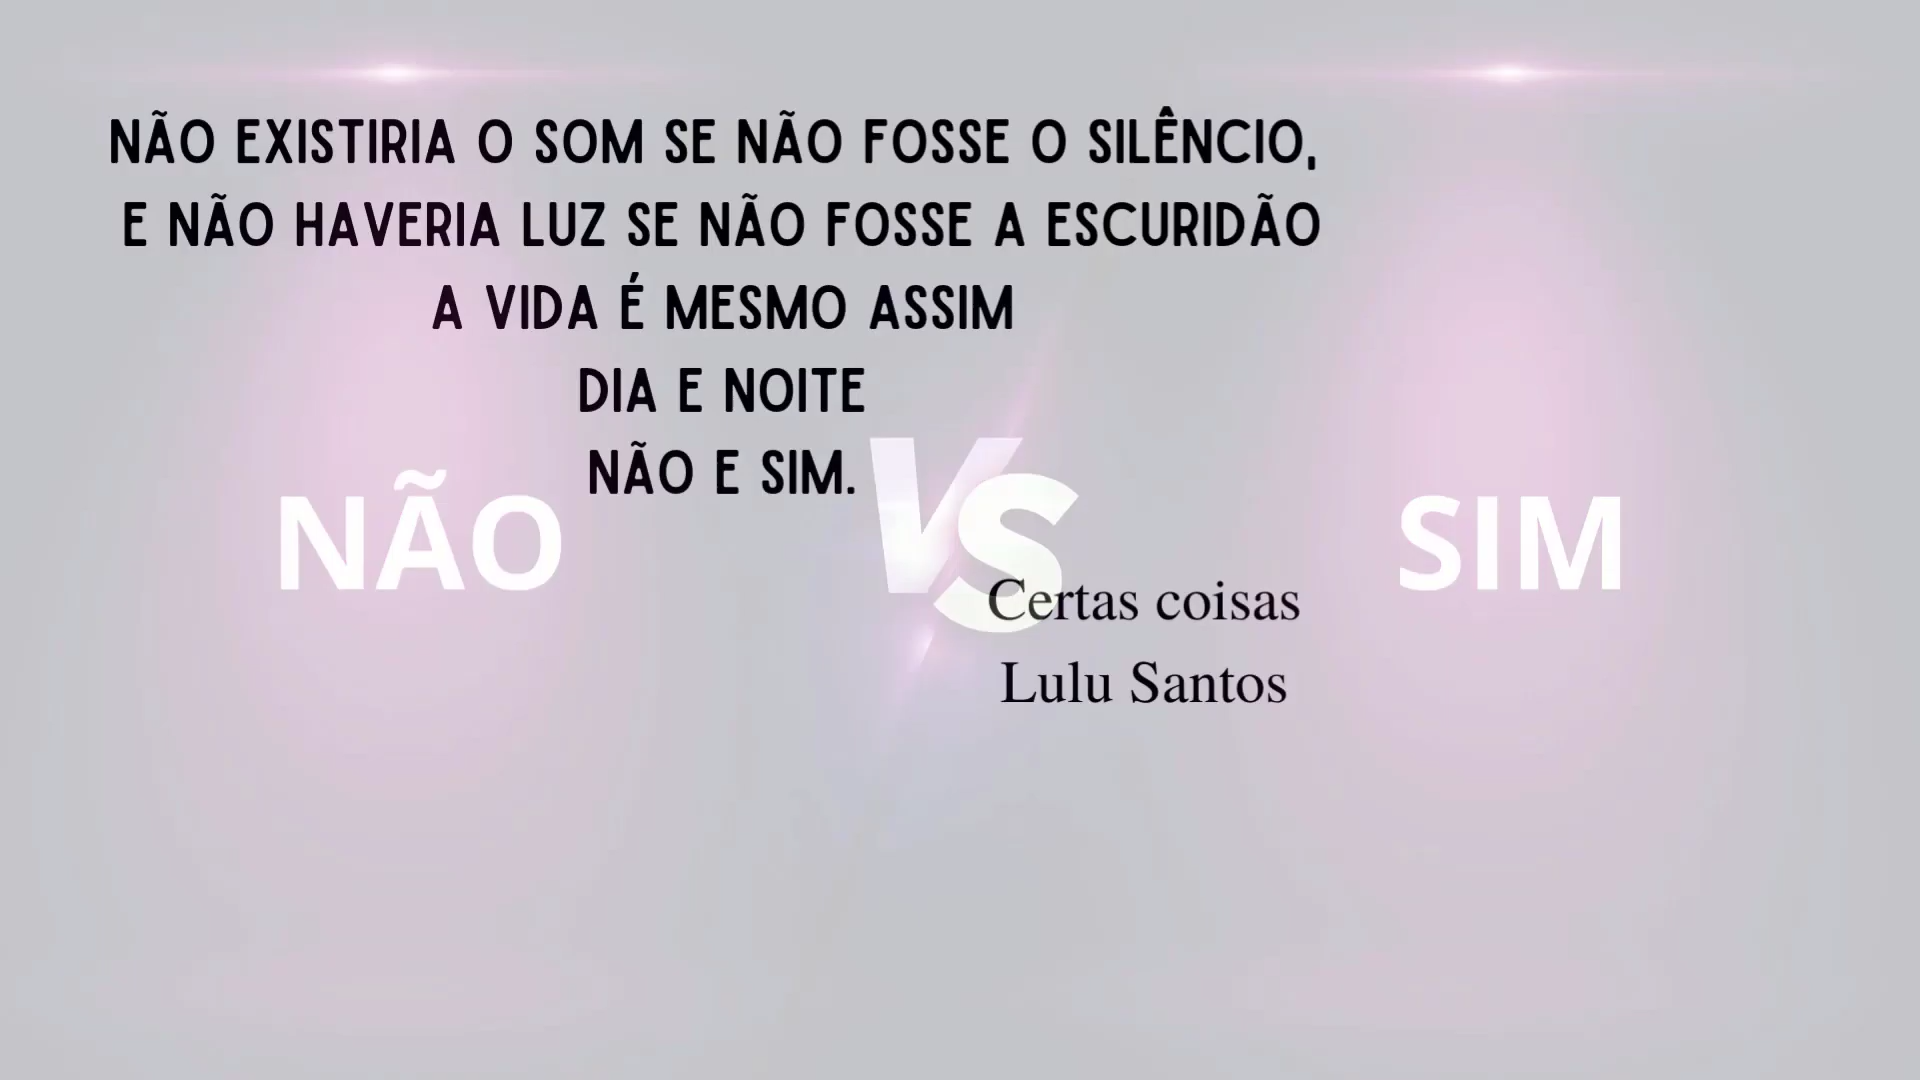 NÃO EXISTIRIA O SOM SE NÃO FOSSE O SILÊNCIO,
E NÃO HAVERIA LUZ SE NÃO FOSSE A ESCURIDÃO
A VIDA É MESMO ASSIM
DIA E NOITE
NÃO E SIM.
NÃO
VS
SIM
Certas coisas
Lulu Santos